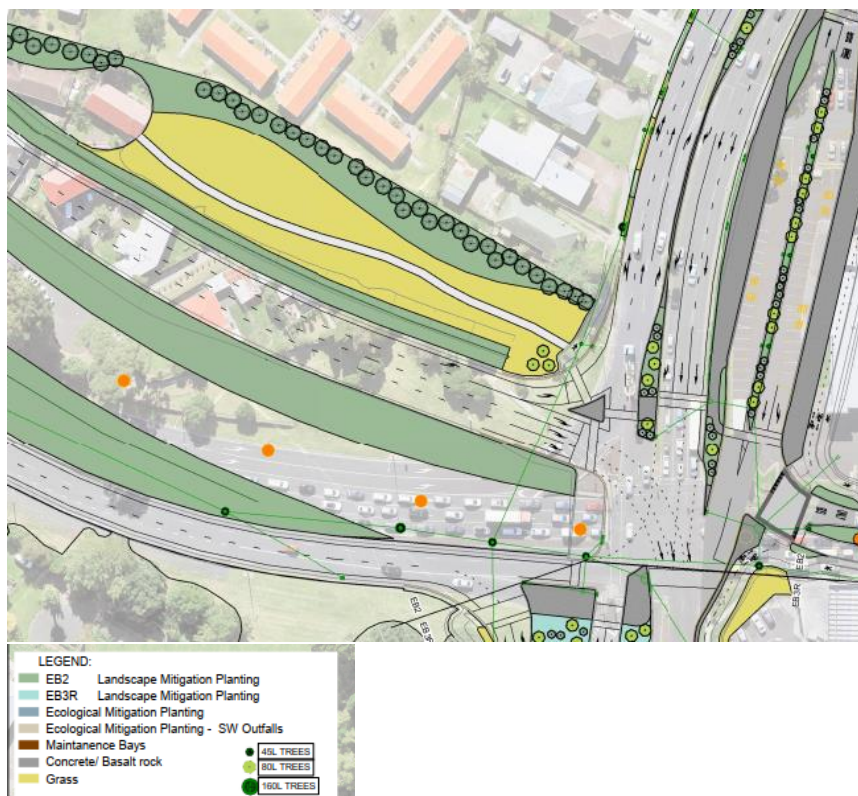 EB2
EB3R
EB2
EB3R
LEGEND:
EB2 Landscape Mitigation Planting
EB3R Landscape Mitigation Planting
Ecological Mitigation Planting
Ecological Mitigation Planting - SW Outfalls
Maintanence Bays
Concrete/ Basalt rock
Grass
45L TREES
80L TREES
160L TREES